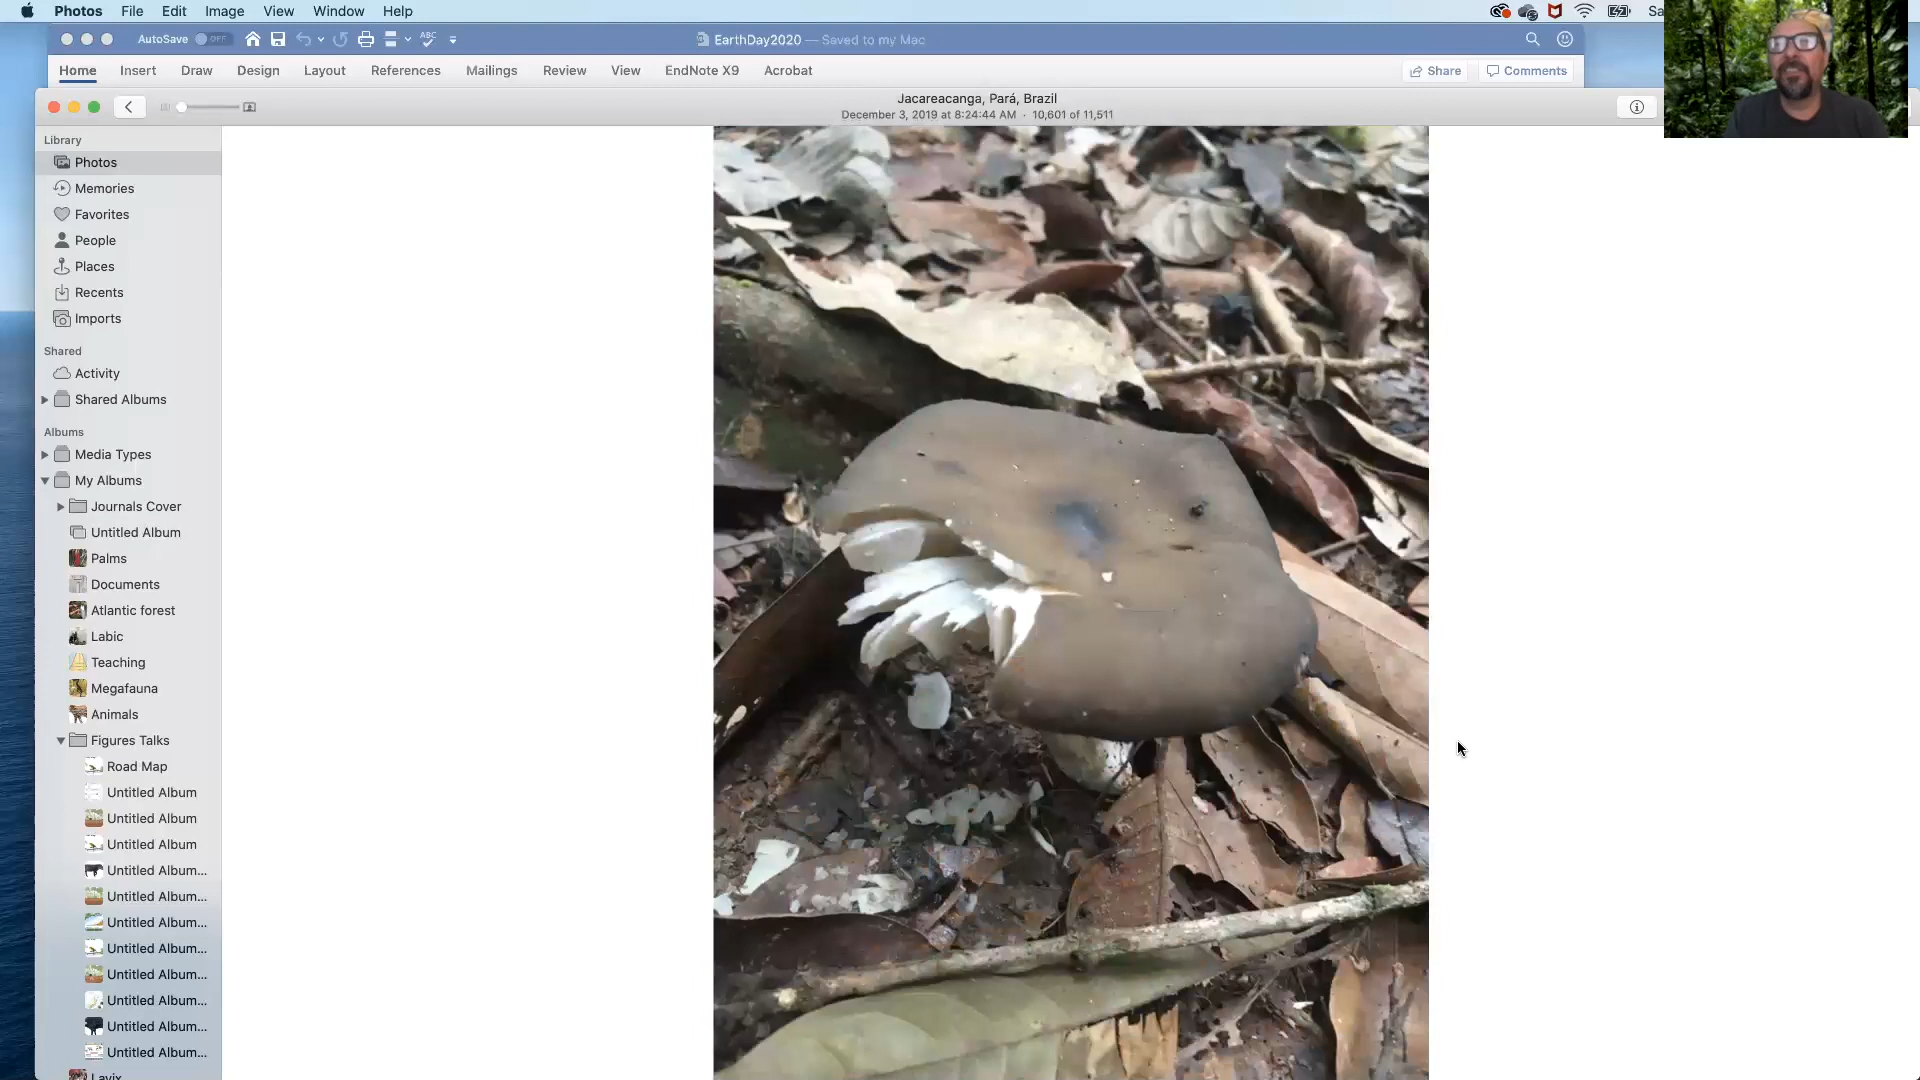 Photos File Edit Image View Window Help Sa
AutoSave OFF ABC EarthDay2020 — Saved to my Mac
Home Insert Draw Design Layout References Mailings Review View EndNote X9 Acrobat Share Comments
Jacareacanga, Pará, Brazil
December 3, 2019 at 8:24:44 AM · 10,601 of 11,511
Library
Photos
Memories
Favorites
People
Places
Recents
Imports
Shared
Activity
Shared Albums
Albums
Media Types
My Albums
Journals Cover
Untitled Album
Palms
Documents
Atlantic forest
Labic
Teaching
Megafauna
Animals
Figures Talks
Road Map
Untitled Album
Untitled Album
Untitled Album
Untitled Album...
Untitled Album...
Untitled Album...
Untitled Album...
Untitled Album...
Untitled Album...
Untitled Album...
Untitled Album...